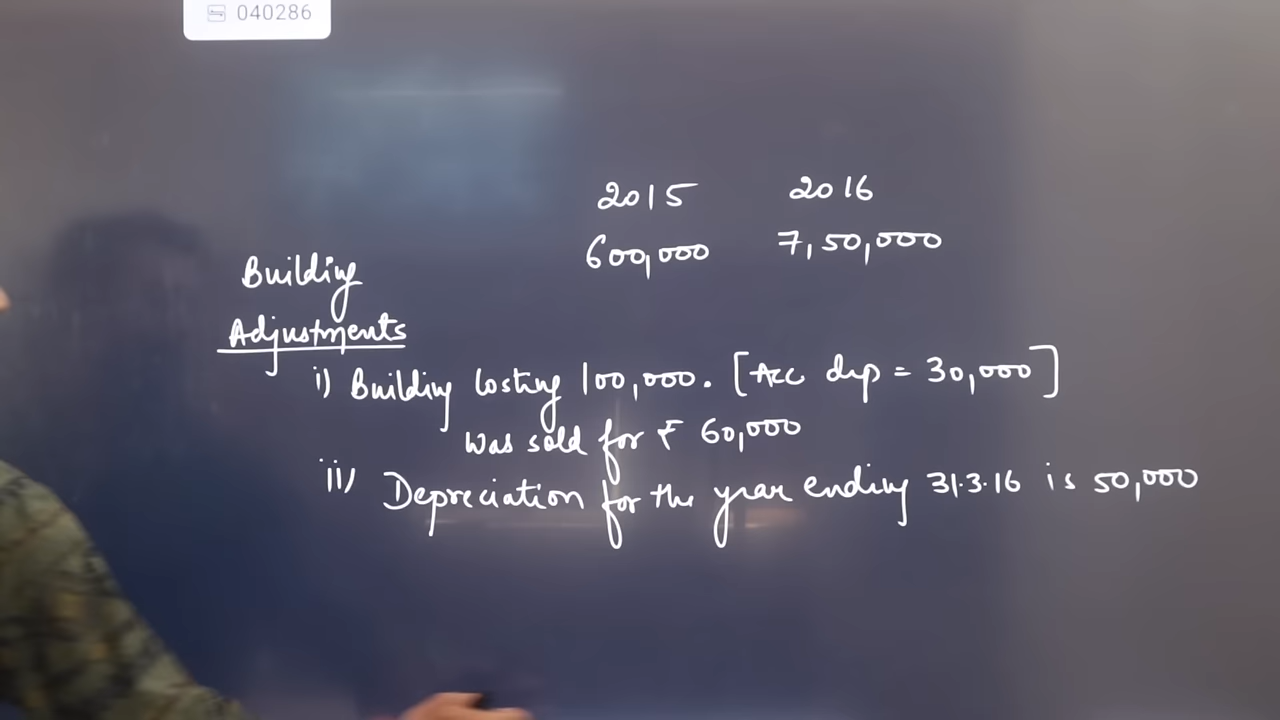 040286
2015 2016
Building 600,000 7,50,000
Adjustments
i) Building Costing 100,000. [Acc dep = 30,000]
was sold for ₹ 60,000
ii) Depreciation for the year ending 31.3.16 is 50,000